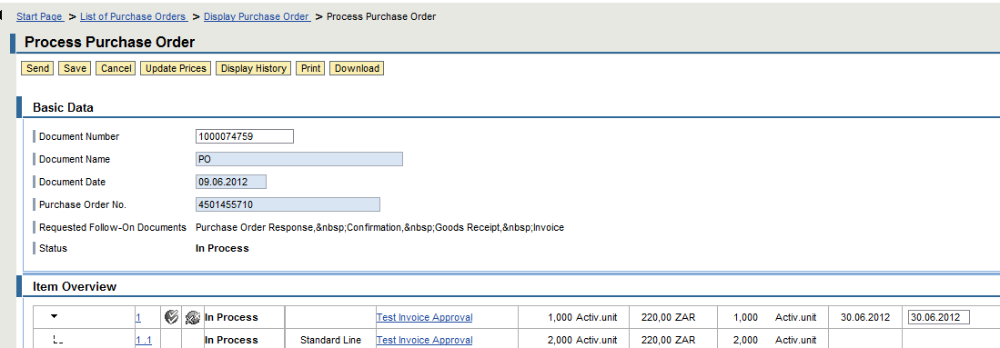 Start Page > List of Purchase Orders > Display Purchase Order > Process Purchase Order
Process Purchase Order
Send Save Cancel Update Prices Display History Print Download
Basic Data
Document Number 1000074759
Document Name PO
Document Date 09.06.2012
Purchase Order No. 4501455710
Requested Follow-On Documents Purchase Order Response,&nbsp;Confirmation,&nbsp;Goods Receipt,&nbsp;Invoice
Status In Process
Item Overview
1 In Process Test Invoice Approval 1,000 Activ.unit 220,00 ZAR 1,000 Activ.unit 30.06.2012 30.06.2012
1 .1 In Process Standard Line Test Invoice Approval 2,000 Activ.unit 220,00 ZAR 2,000 Activ.unit